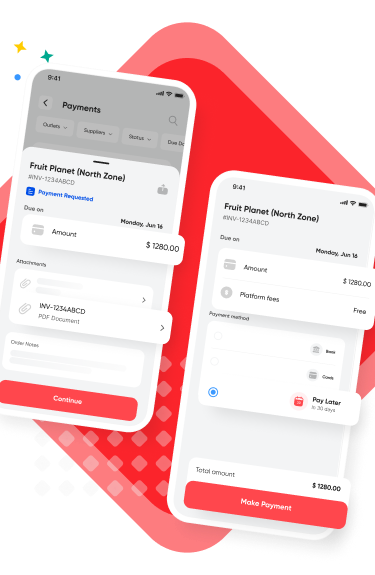 9:41
Payments
Outlets
Suppliers
Status
Due Da
Fruit Planet (North Zone)
#INV-1234ABCD
Payment Requested
Due on
Monday, Jun 16
Amount
$ 1280.00
Attachments
INV-1234ABCD
PDF Document
Order Notes
Continue
9:41
Fruit Planet (North Zone)
#INV-1234ABCD
Due on
Monday, Jun 16
Amount
$ 1280.00
Platform fees
Free
Payment method
Bank
Cards
Pay Later
In 30 days
Total amount
$ 1280.00
Make Payment